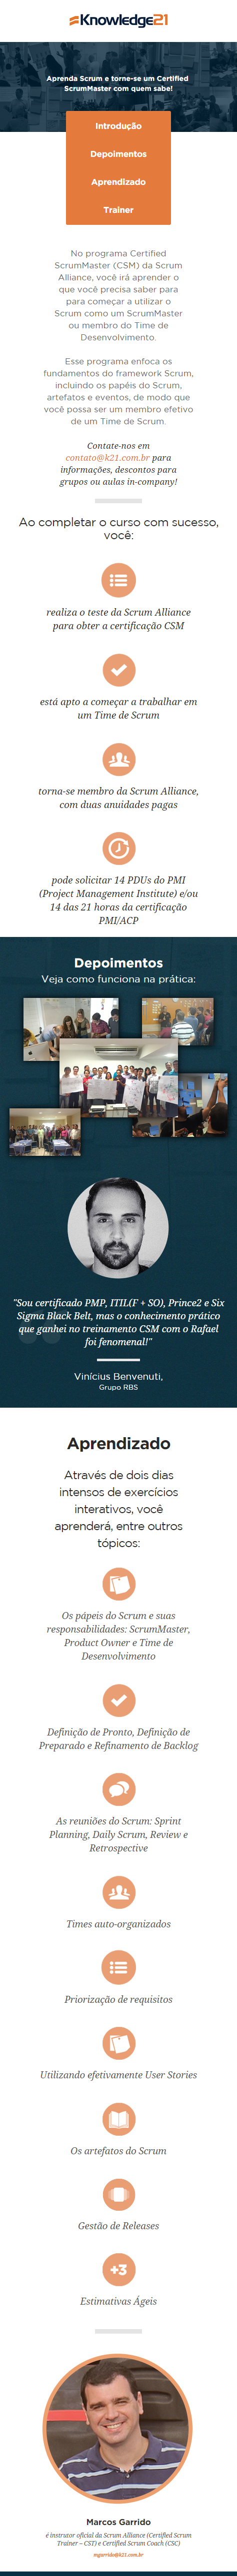 Knowledge21
Aprenda Scrum e torne-se um Certified
ScrumMaster com quem sabe!
Introdução
Depoimentos
Aprendizado
Trainer
No programa Certified
ScrumMaster (CSM) da Scrum
Alliance, você irá aprender o
que você precisa saber para
para começar a utilizar o
Scrum como um ScrumMaster
ou membro do Time de
Desenvolvimento.
Esse programa enfoca os
fundamentos do framework Scrum,
incluindo os papéis do Scrum,
artefatos e eventos, de modo que
você possa ser um membro efetivo
de um Time de Scrum.
Contate-nos em
contato@k21.com.br para
informações, descontos para
grupos ou aulas in-company!
Ao completar o curso com sucesso,
você:
realiza o teste da Scrum Alliance
para obter a certificação CSM
está apto a começar a trabalhar em
um Time de Scrum
torna-se membro da Scrum Alliance,
com duas anuidades pagas
pode solicitar 14 PDUs do PMI
(Project Management Institute) e/ou
14 das 21 horas da certificação
PMI/ACP
Depoimentos
Veja como funciona na prática:
"Sou certificado PMP, ITIL(F + SO), Prince2 e Six
Sigma Black Belt, mas o conhecimento prático
que ganhei no treinamento CSM com o Rafael
foi fenomenal!"
Vinícius Benvenuti,
Grupo RBS
Aprendizado
Através de dois dias
intensos de exercícios
interativos, você
aprenderá, entre outros
tópicos:
Os pápeis do Scrum e suas
responsabilidades: ScrumMaster,
Product Owner e Time de
Desenvolvimento
Definição de Pronto, Definição de
Preparado e Refinamento de Backlog
As reuniões do Scrum: Sprint
Planning, Daily Scrum, Review e
Retrospective
Times auto-organizados
Priorização de requisitos
Utilizando efetivamente User Stories
Os artefatos do Scrum
Gestão de Releases
+3
Estimativas Ágeis
Marcos Garrido
é instrutor oficial da Scrum Alliance (Certified Scrum
Trainer – CST) e Certified Scrum Coach (CSC)
mgarrido@k21.com.br